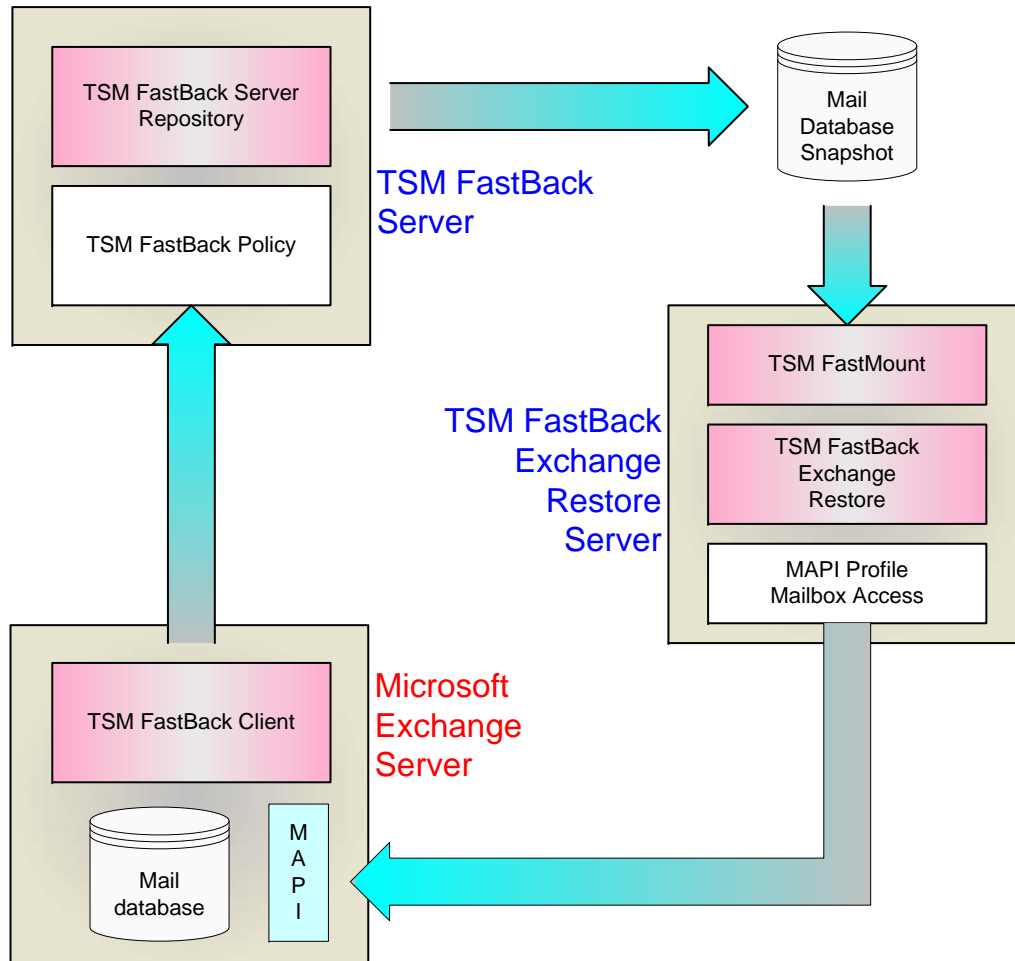 TSM FastBack Server
Repository
TSM FastBack Policy
TSM FastBack
Server
Mail
Database
Snapshot
TSM FastMount
TSM FastBack
Exchange
Restore
MAPI Profile
Mailbox Access
TSM FastBack
Exchange
Restore
Server
TSM FastBack Client
Microsoft
Exchange
Server
Mail
database
M
A
P
I